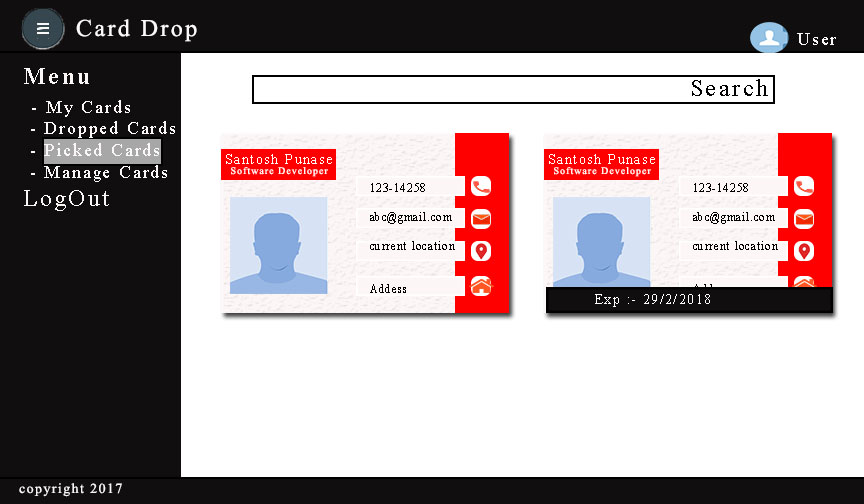 Card Drop
User
Menu
- My Cards
- Dropped Cards
- Picked Cards
- Manage Cards
LogOut
Search
Santosh Punase
Software Developer
123-14258
abc@gmail.com
current location
Addess
Santosh Punase
Software Developer
123-14258
abc@gmail.com
current location
Exp :- 29/2/2018
copyright 2017